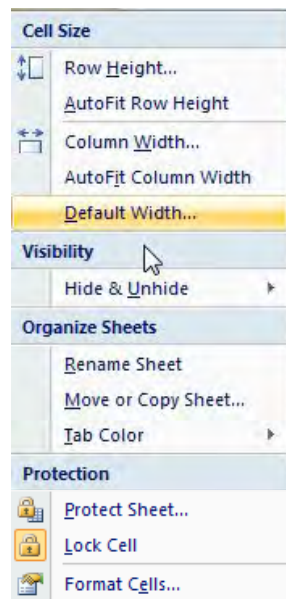 Cell Size
Row Height...
AutoFit Row Height
Column Width...
AutoFit Column Width
Default Width...
Visibility
Hide & Unhide
Organize Sheets
Rename Sheet
Move or Copy Sheet...
Tab Color
Protection
Protect Sheet...
Lock Cell
Format Cells...